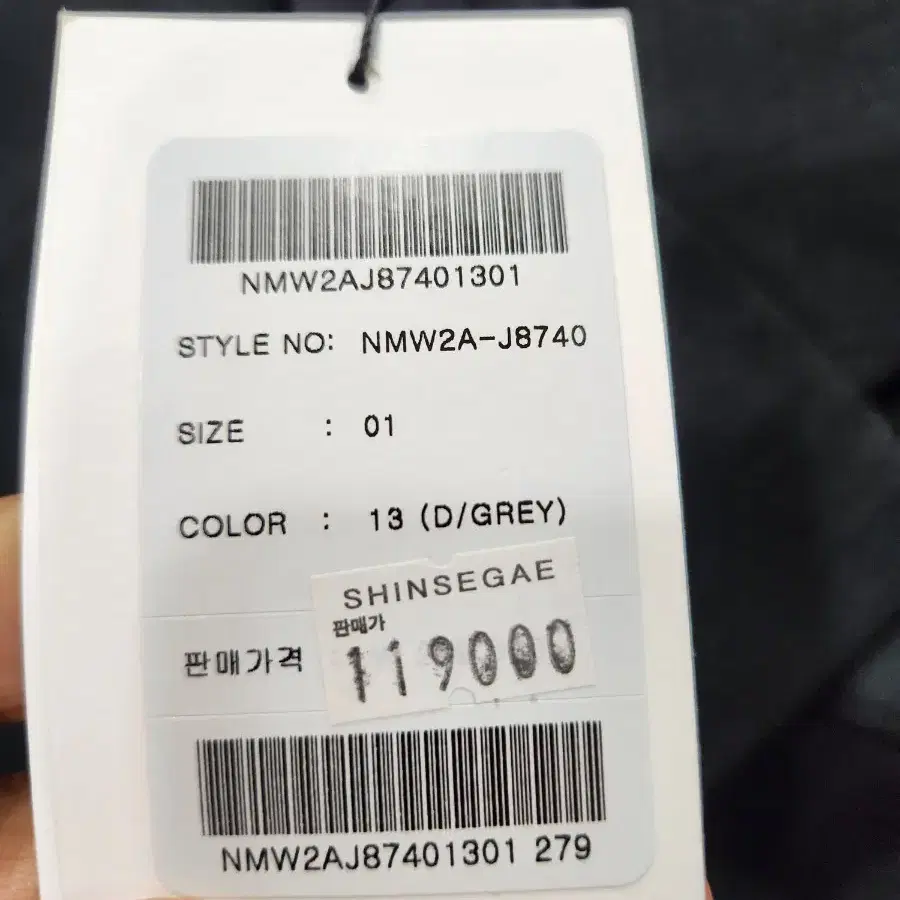 NMW2AJ87401301
STYLE NO: NMW2A-J8740
SIZE : 01
COLOR : 13 (D/GREY)
SHINSEGAE
판매가
판매가격 119000
NMW2AJ87401301 279